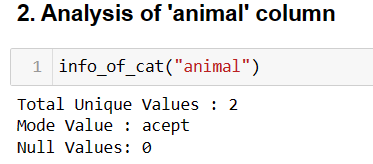 2. Analysis of 'animal' column
1 info_of_cat("animal")
Total Unique Values : 2
Mode Value : acept
Null Values: 0